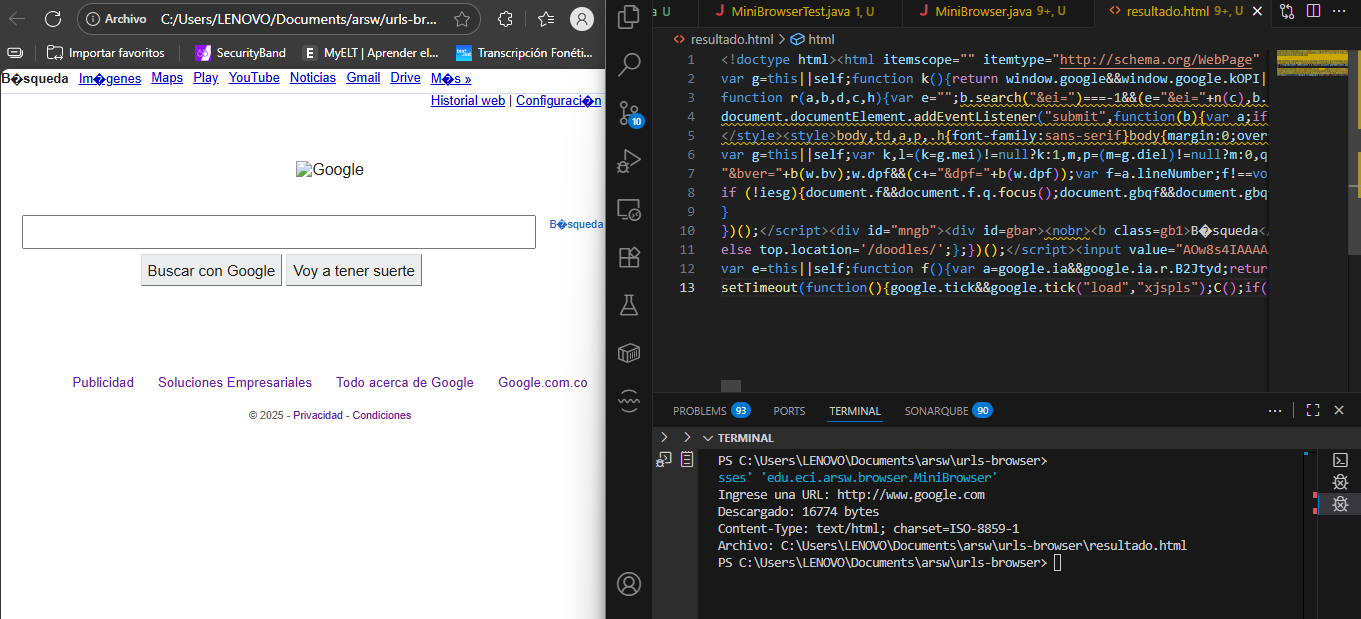 Archivo C:/Users/LENOVO/Documents/arsw/urls-br...
Importar favoritos SecurityBand E MyELT | Aprender el... Transcripción Fonéti...
B�squeda Im�genes Maps Play YouTube Noticias Gmail Drive M�s »
Historial web | Configuraci�n
Google
B�squeda
Buscar con Google Voy a tener suerte
Publicidad Soluciones Empresariales Todo acerca de Google Google.com.co
© 2025 - Privacidad - Condiciones
10
a U J MiniBrowserTest.java 1, U J MiniBrowser.java 9+, U <> resultado.html 9+, U
<> resultado.html > html
1 <!doctype html><html itemscope="" itemtype="http://schema.org/WebPage"
2 var g=this||self;function k(){return window.google&&window.google.kOPI|
3 function r(a,b,d,c,h){var e="";b.search("&ei=")===-1&&(e="&ei="+n(c),b.
4 document.documentElement.addEventListener("submit",function(b){var a;if
5 </style><style>body,td,a,p,.h{font-family:sans-serif}body{margin:0;over
6 var g=this||self;var k,l=(k=g.mei)!=null?k:1,m,p=(m=g.diel)!=null?m:0,q
7 "&bver="+b(w.bv);w.dpf&&(c+="&dpf="+b(w.dpf));var f=a.lineNumber;f!==vo
8 if (!iesg){document.f&&document.f.q.focus();document.gbqf&&document.gbq
9 }
10 })();</script><div id="mngb"><div id=gbar><nobr><b class=gb1>B�squeda</
11 else top.location='/doodles/';};})();</script><input value="AOw8s4IAAAA
12 var e=this||self;function f(){var a=google.ia&&google.ia.r.B2Jtyd;retur
13 setTimeout(function(){google.tick&&google.tick("load","xjspls");C();if(
PROBLEMS 93 PORTS TERMINAL SONARQUBE 90
TERMINAL
PS C:\Users\LENOVO\Documents\arsw\urls-browser>
sses' 'edu.eci.arsw.browser.MiniBrowser'
Ingrese una URL: http://www.google.com
Descargado: 16774 bytes
Content-Type: text/html; charset=ISO-8859-1
Archivo: C:\Users\LENOVO\Documents\arsw\urls-browser\resultado.html
PS C:\Users\LENOVO\Documents\arsw\urls-browser>